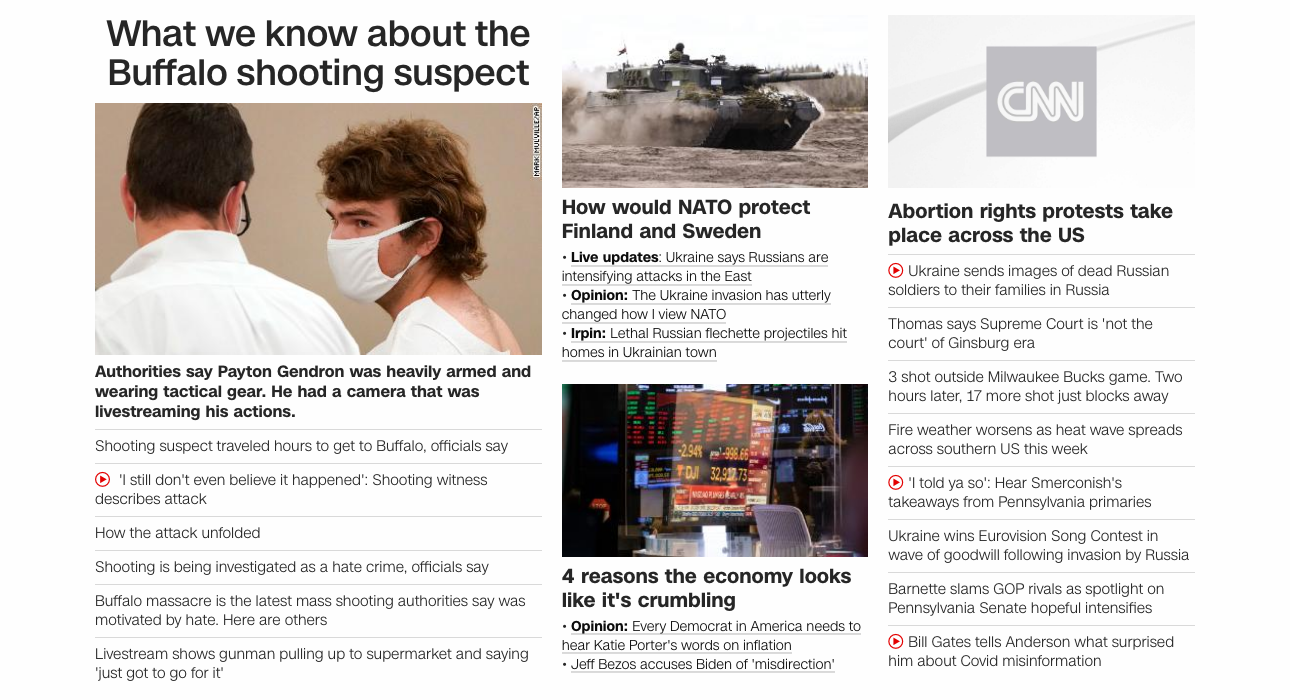 What we know about the
Buffalo shooting suspect
MARK MULVILLE/AP
Authorities say Payton Gendron was heavily armed and
wearing tactical gear. He had a camera that was
livestreaming his actions.
Shooting suspect traveled hours to get to Buffalo, officials say
'I still don't even believe it happened': Shooting witness
describes attack
How the attack unfolded
Shooting is being investigated as a hate crime, officials say
Buffalo massacre is the latest mass shooting authorities say was
motivated by hate. Here are others
Livestream shows gunman pulling up to supermarket and saying
'just got to go for it'
How would NATO protect
Finland and Sweden
• Live updates: Ukraine says Russians are
intensifying attacks in the East
• Opinion: The Ukraine invasion has utterly
changed how I view NATO
• Irpin: Lethal Russian flechette projectiles hit
homes in Ukrainian town
-2.94%
-998.66
DJI
32,917.73
4 reasons the economy looks
like it's crumbling
• Opinion: Every Democrat in America needs to
hear Katie Porter's words on inflation
• Jeff Bezos accuses Biden of 'misdirection'
CNN
Abortion rights protests take
place across the US
Ukraine sends images of dead Russian
soldiers to their families in Russia
Thomas says Supreme Court is 'not the
court' of Ginsburg era
3 shot outside Milwaukee Bucks game. Two
hours later, 17 more shot just blocks away
Fire weather worsens as heat wave spreads
across southern US this week
'I told ya so': Hear Smerconish's
takeaways from Pennsylvania primaries
Ukraine wins Eurovision Song Contest in
wave of goodwill following invasion by Russia
Barnette slams GOP rivals as spotlight on
Pennsylvania Senate hopeful intensifies
Bill Gates tells Anderson what surprised
him about Covid misinformation